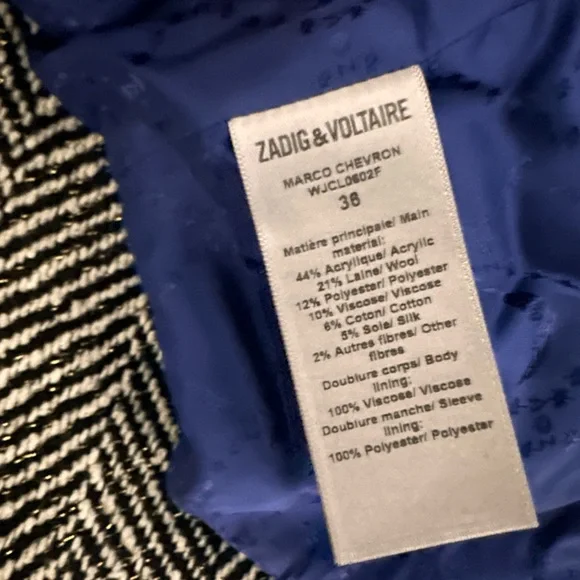 ZADIG & VOLTAIRE
MARCO CHEVRON
WJCL0602F
36
Matière principale/ Main
material:
44% Acrylique/ Acrylic
21% Laine/ Wool
12% Polyester/ Polyester
10% Viscose/ Viscose
6% Coton/ Cotton
5% Soie/ Silk
2% Autres fibres/ Other
fibres
Doublure corps/ Body
lining:
100% Viscose/ Viscose
Doublure manche/ Sleeve
lining:
100% Polyester/ Polyester